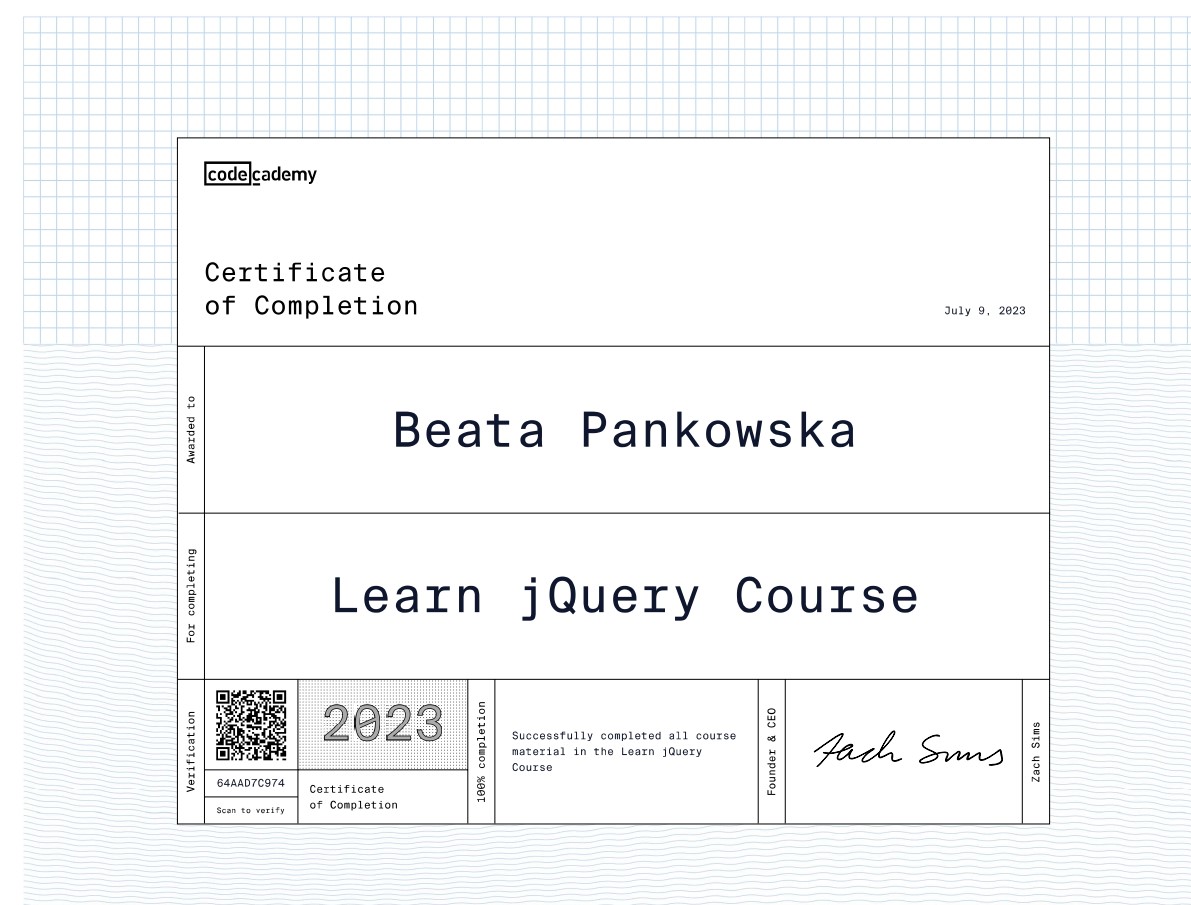 codecademy
Certificate
of Completion
July 9, 2023
Awarded to
Beata Pankowska
For completing
Learn jQuery Course
Verification
64AAD7C974
Scan to verify
2023
Certificate
of Completion
100% completion
Successfully completed all course
material in the Learn jQuery
Course
Founder & CEO
Zach Sims
Zach Sims